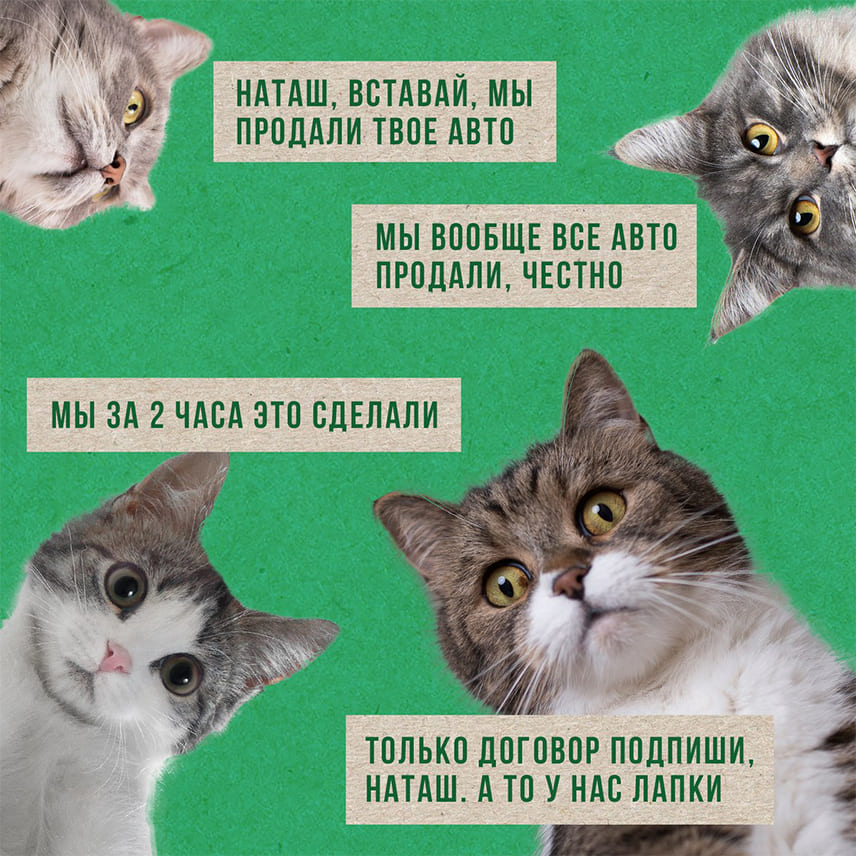 НАТАШ, ВСТАВАЙ, МЫ
ПРОДАЛИ ТВОЕ АВТО
МЫ ВООБЩЕ ВСЕ АВТО
ПРОДАЛИ, ЧЕСТНО
МЫ ЗА 2 ЧАСА ЭТО СДЕЛАЛИ
ТОЛЬКО ДОГОВОР ПОДПИШИ,
НАТАШ. А ТО У НАС ЛАПКИ